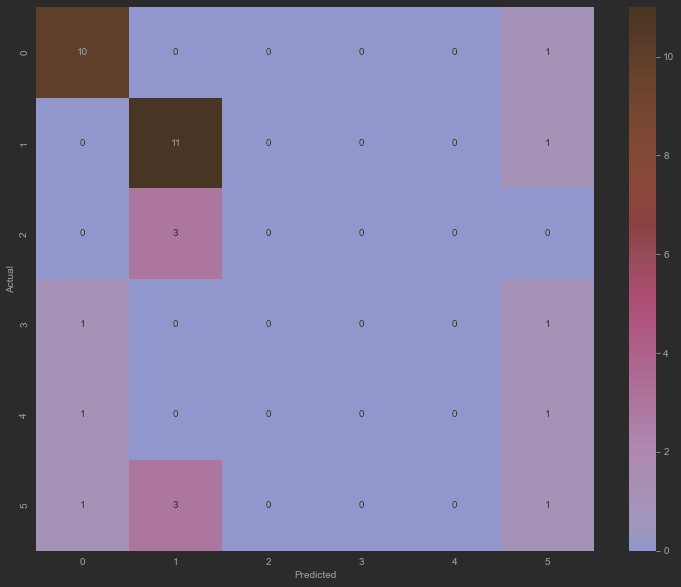 0 10 0 0 0 0 1
1 0 11 0 0 0 1
2 0 3 0 0 0 0
Actual
3 1 0 0 0 0 1
4 1 0 0 0 0 1
5 1 3 0 0 0 1
0 1 2 3 4 5
Predicted
10
8
6
4
2
0